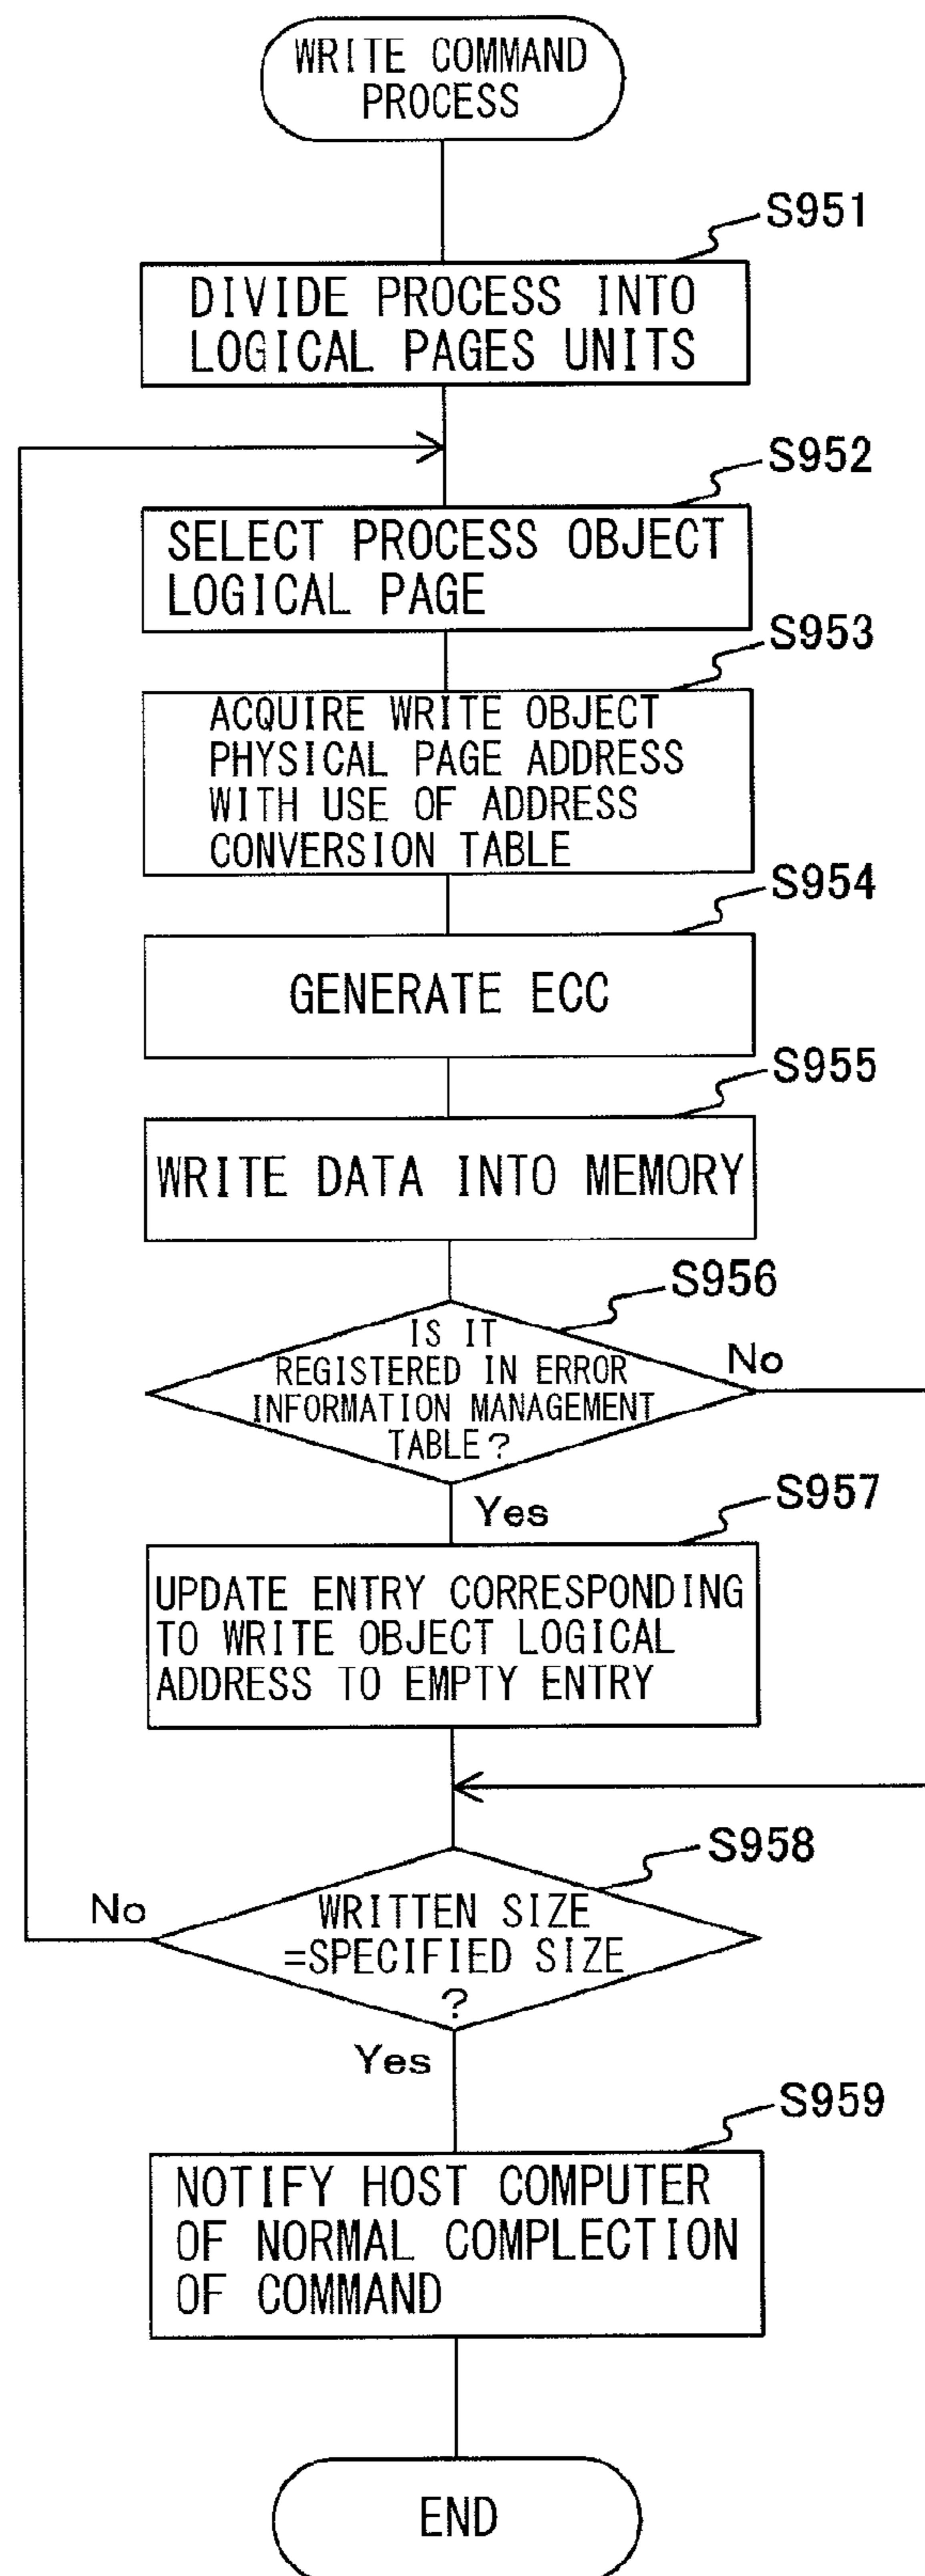 WRITE COMMAND
PROCESS
S951
DIVIDE PROCESS INTO
LOGICAL PAGES UNITS
S952
SELECT PROCESS OBJECT
LOGICAL PAGE
S953
ACQUIRE WRITE OBJECT
PHYSICAL PAGE ADDRESS
WITH USE OF ADDRESS
CONVERSION TABLE
S954
GENERATE ECC
S955
WRITE DATA INTO MEMORY
S956
IS IT
REGISTERED IN ERROR
INFORMATION MANAGEMENT
TABLE?
No
Yes
S957
UPDATE ENTRY CORRESPONDING
TO WRITE OBJECT LOGICAL
ADDRESS TO EMPTY ENTRY
S958
No
WRITTEN SIZE
=SPECIFIED SIZE
?
Yes
S959
NOTIFY HOST COMPUTER
OF NORMAL COMPLECTION
OF COMMAND
END